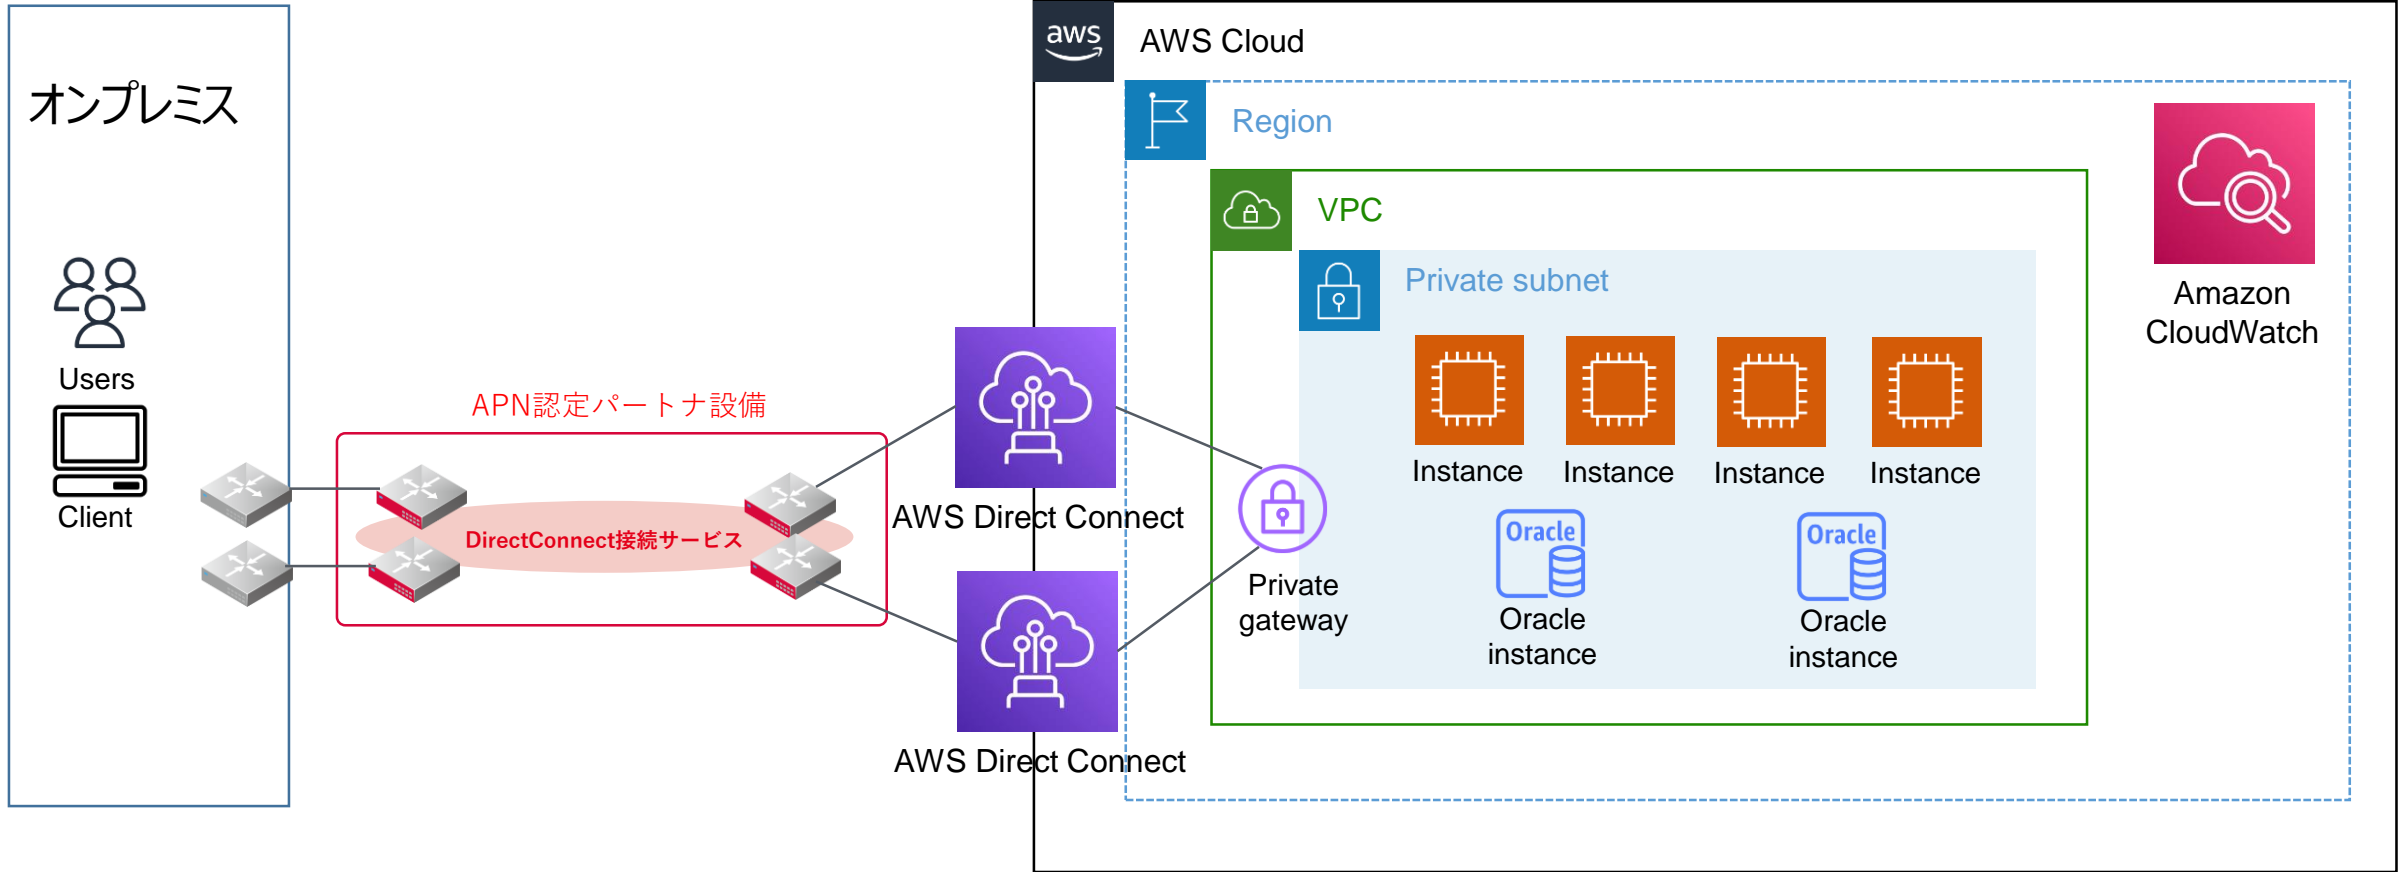 オンプレミス
Users
Client
APN認定パートナ設備
DirectConnect接続サービス
aws
AWS Cloud
Region
VPC
Private subnet
AWS Direct Connect
AWS Direct Connect
Private
gateway
Instance
Instance
Instance
Instance
Oracle
Oracle
instance
Oracle
Oracle
instance
Amazon
CloudWatch